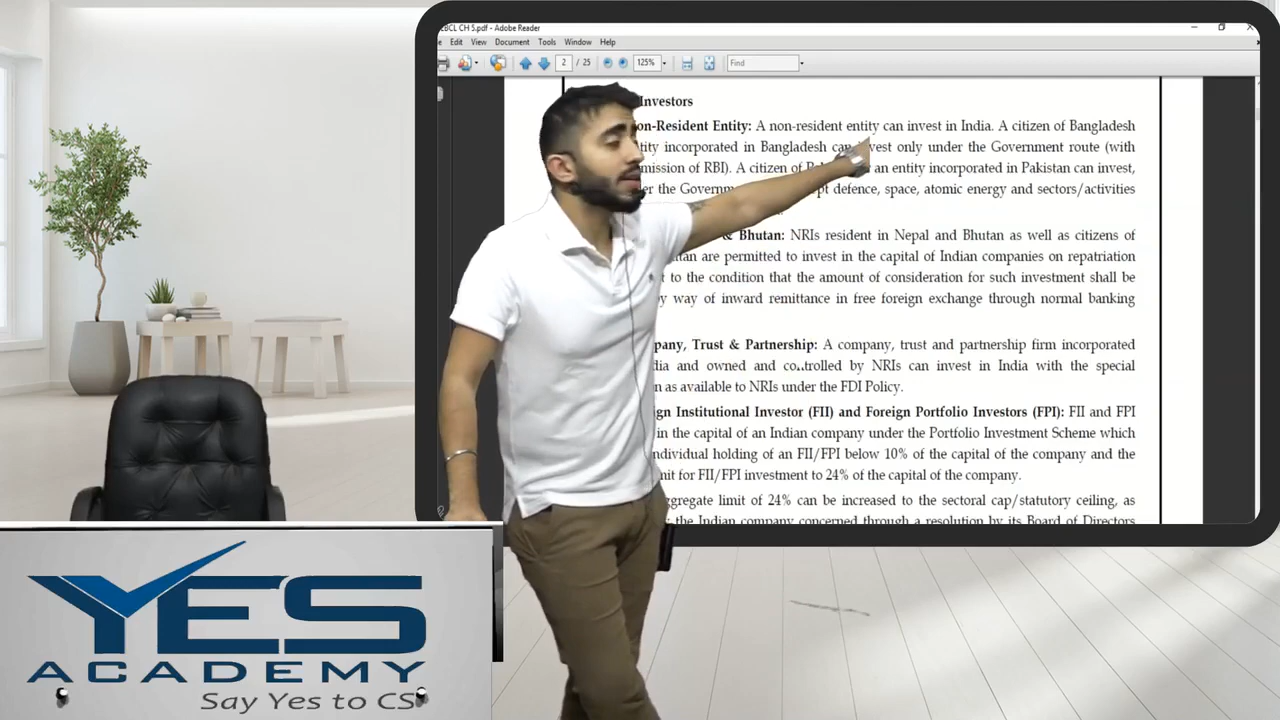 CH 5.pdf - Adobe Reader
Edit View Document Tools Window Help
2 / 25 125% Find
Investors
on-Resident Entity: A non-resident entity can invest in India. A citizen of Bangladesh
tity incorporated in Bangladesh can invest only under the Government route (with
mission of RBI). A citizen of an entity incorporated in Pakistan can invest,
er the Governm pt defence, space, atomic energy and sectors/activities
& Bhutan: NRIs resident in Nepal and Bhutan as well as citizens of
tan are permitted to invest in the capital of Indian companies on repatriation
t to the condition that the amount of consideration for such investment shall be
y way of inward remittance in free foreign exchange through normal banking
pany, Trust & Partnership: A company, trust and partnership firm incorporated
dia and owned and controlled by NRIs can invest in India with the special
n as available to NRIs under the FDI Policy.
gn Institutional Investor (FII) and Foreign Portfolio Investors (FPI): FII and FPI
in the capital of an Indian company under the Portfolio Investment Scheme which
ndividual holding of an FII/FPI below 10% of the capital of the company and the
mit for FII/FPI investment to 24% of the capital of the company.
ggregate limit of 24% can be increased to the sectoral cap/statutory ceiling, as
the Indian company concerned through a resolution by its Board of Directors
YES
ACADEMY
Say Yes to CS